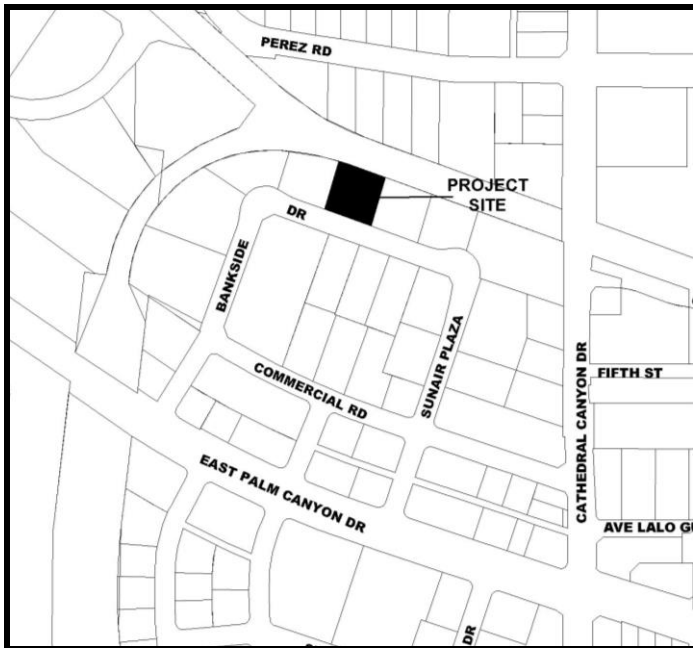 PEREZ RD
PROJECT
SITE
DR
BANKSIDE
SUNAIR PLAZA
COMMERCIAL RD
CATHEDRAL CANYON DR
FIFTH ST
EAST PALM CANYON DR
AVE LALO GU
DR